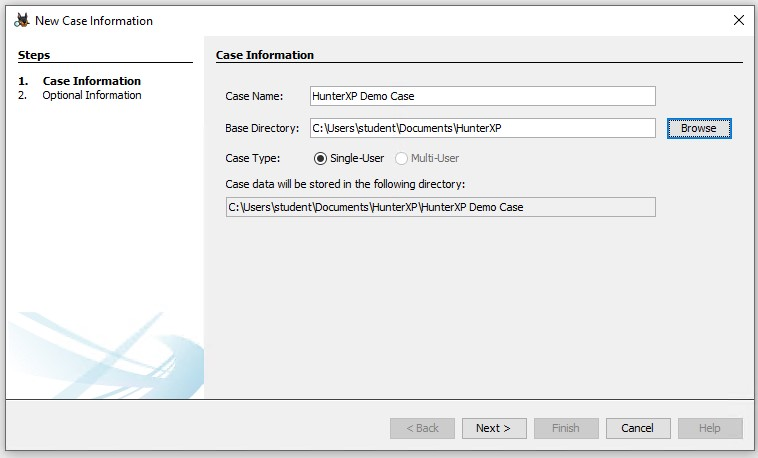 New Case Information
Steps
1. Case Information
2. Optional Information
Case Information
Case Name: HunterXP Demo Case
Base Directory: C:\Users\student\Documents\HunterXP Browse
Case Type: Single-User Multi-User
Case data will be stored in the following directory:
C:\Users\student\Documents\HunterXP\HunterXP Demo Case
< Back Next > Finish Cancel Help